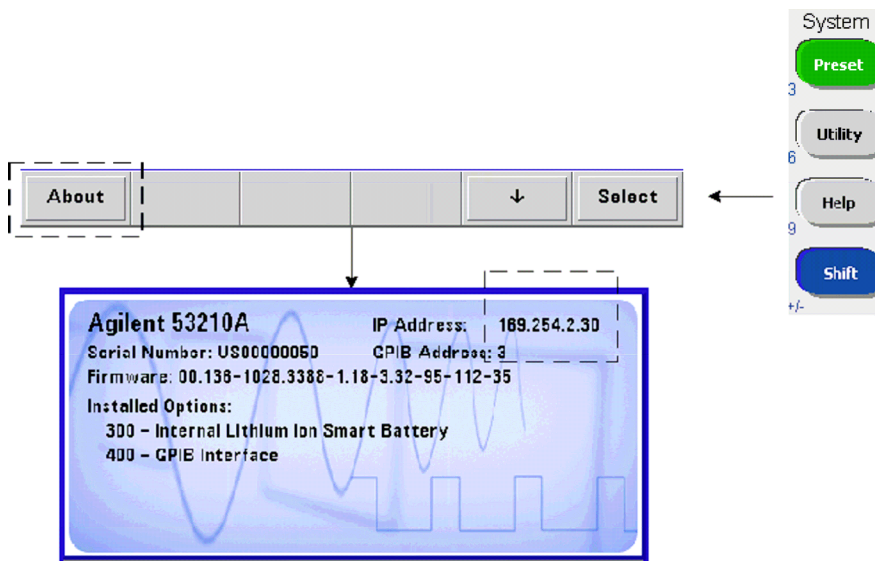 System
Preset
3
Utility
6
Help
9
Shift
+/-
About ↓ Select
Agilent 53210A IP Address: 169.254.2.30
Serial Number: US00000050 GPIB Address: 3
Firmware: 00.136-1028.3388-1.18-3.32-95-112-35
Installed Options:
300 - Internal Lithium Ion Smart Battery
400 - GPIB Interface